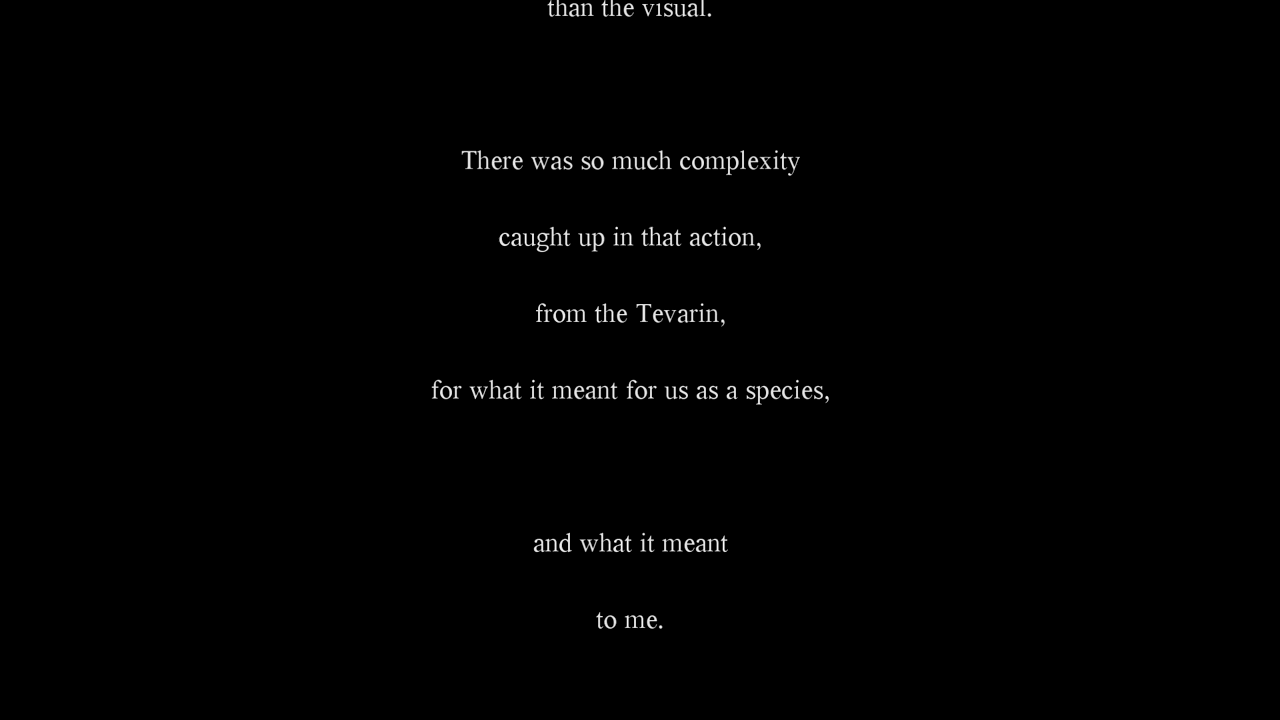 than the visual.
There was so much complexity
caught up in that action,
from the Tevarin,
for what it meant for us as a species,
and what it meant
to me.